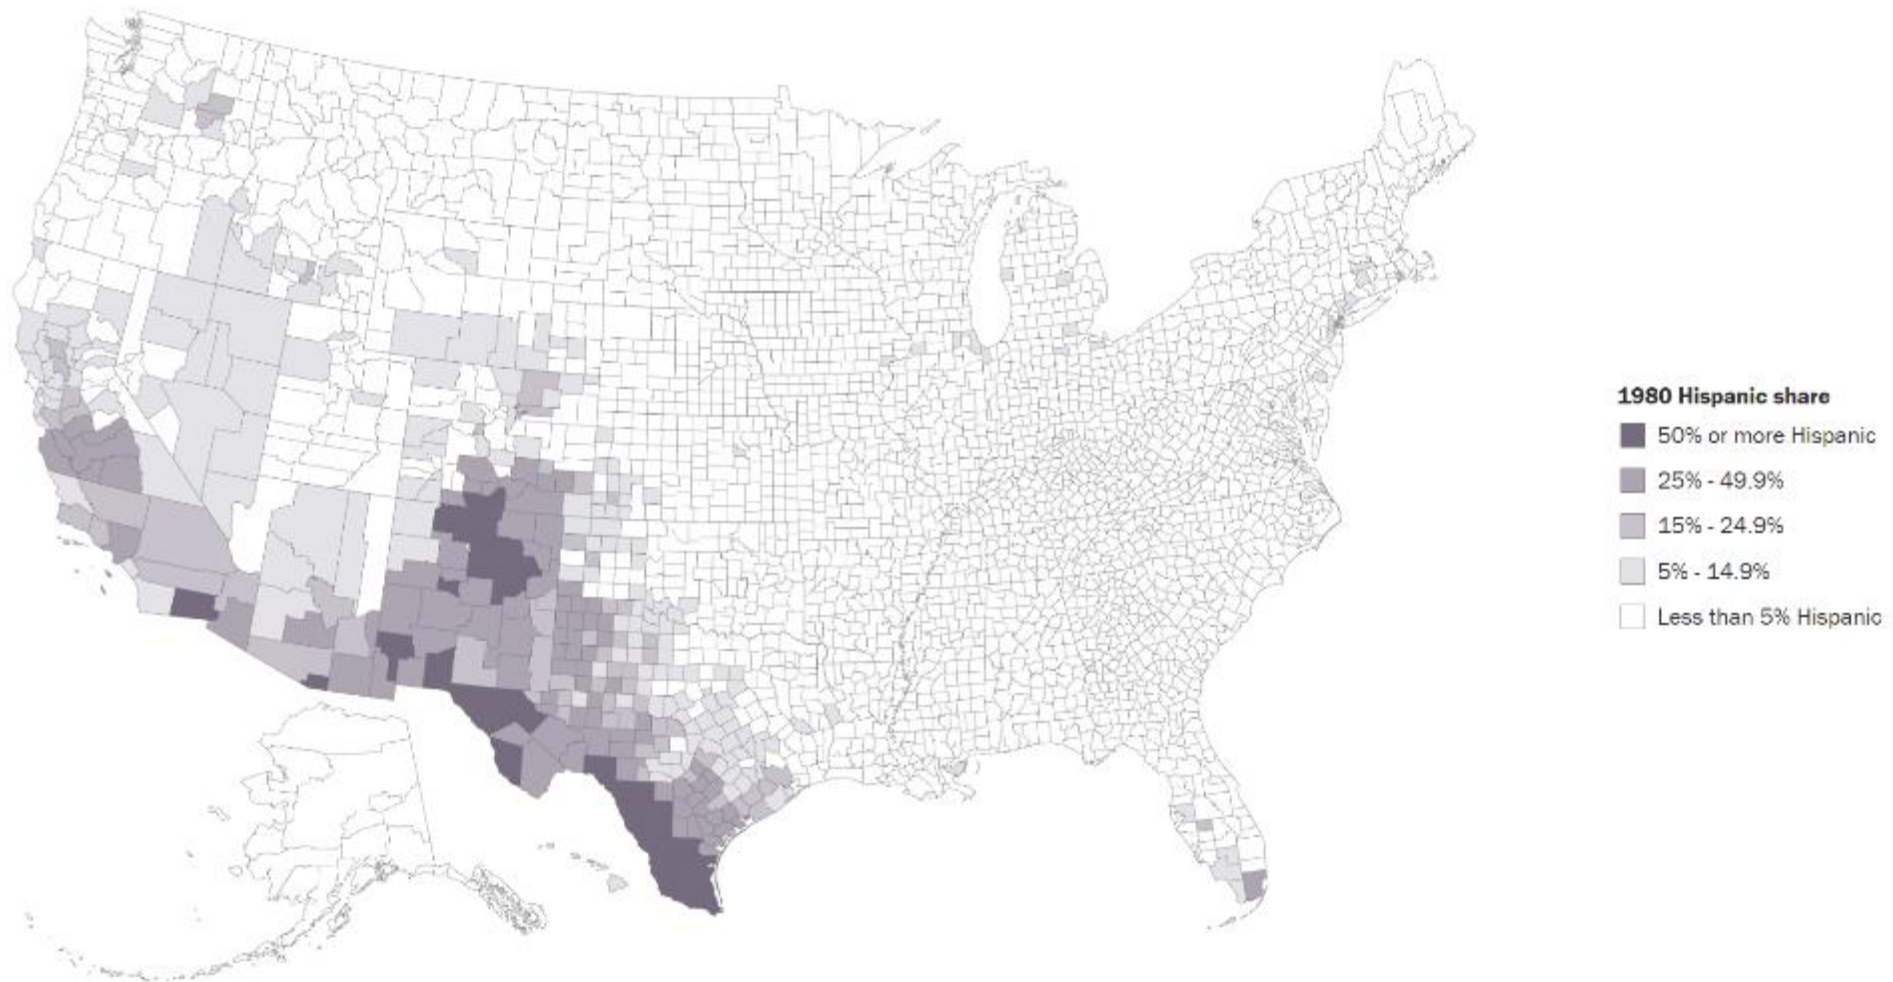 1980 Hispanic share
50% or more Hispanic
25% - 49.9%
15% - 24.9%
5% - 14.9%
Less than 5% Hispanic